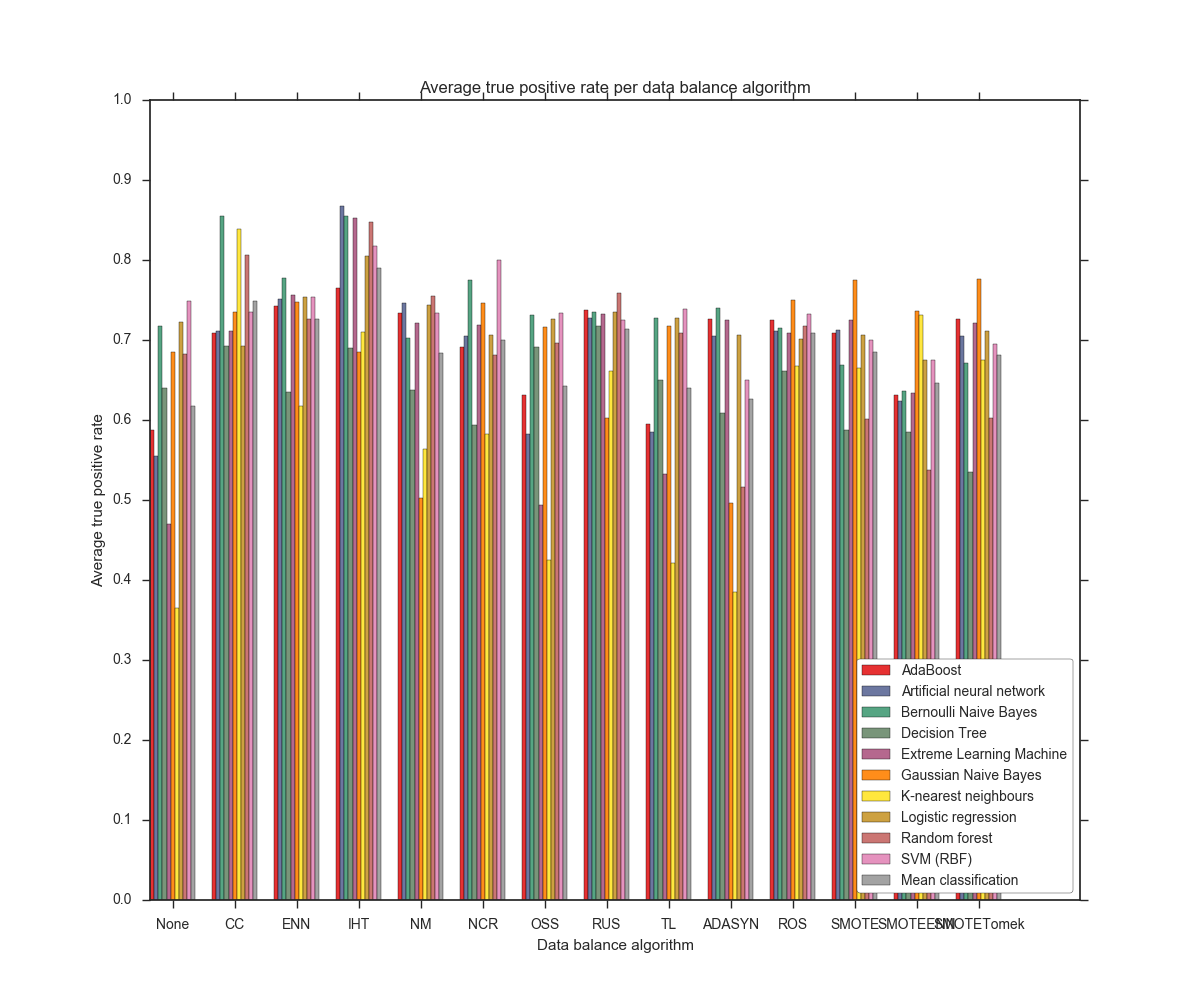 Average true positive rate per data balance algorithm
1.0
0.9
0.8
0.7
0.6
0.5
0.4
0.3
0.2
0.1
0.0
Average true positive rate
AdaBoost
Artificial neural network
Bernoulli Naive Bayes
Decision Tree
Extreme Learning Machine
Gaussian Naive Bayes
K-nearest neighbours
Logistic regression
Random forest
SVM (RBF)
Mean classification
None CC ENN IHT NM NCR OSS RUS TL ADASYN ROS SMOTE SMOTEENN SMOTETomek
Data balance algorithm